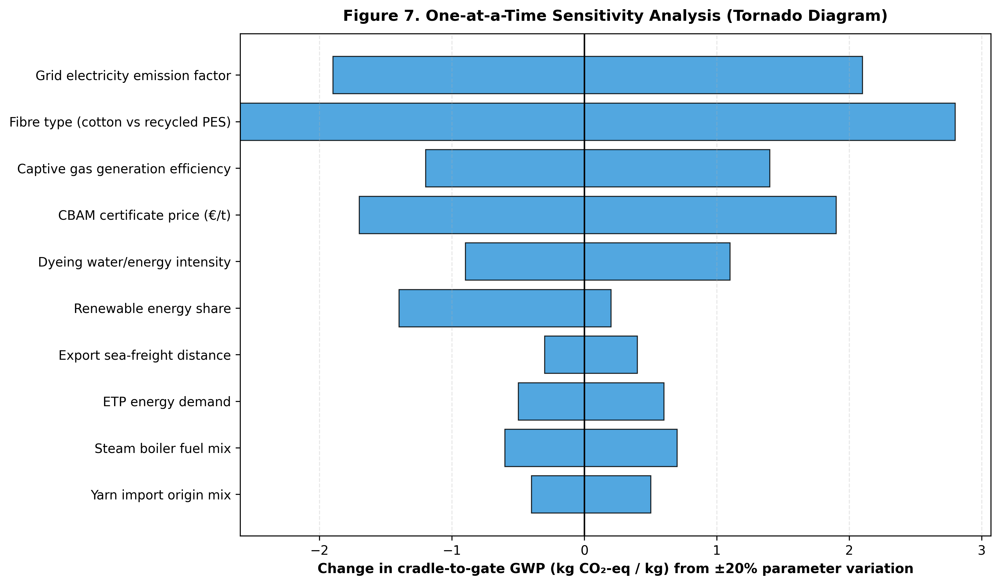 Figure 7. One-at-a-Time Sensitivity Analysis (Tornado Diagram)
Grid electricity emission factor
Fibre type (cotton vs recycled PES)
Captive gas generation efficiency
CBAM certificate price (€/t)
Dyeing water/energy intensity
Renewable energy share
Export sea-freight distance
ETP energy demand
Steam boiler fuel mix
Yarn import origin mix
−2 −1 0 1 2 3
Change in cradle-to-gate GWP (kg CO₂-eq / kg) from ±20% parameter variation